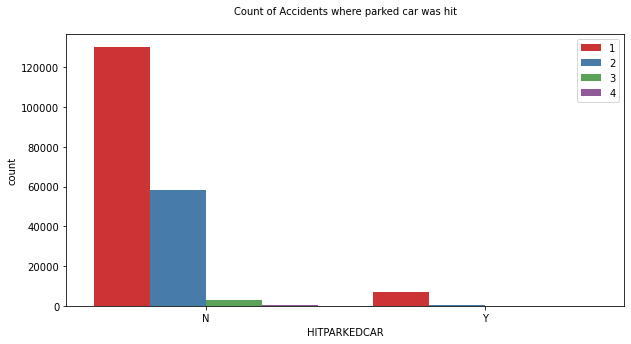 Count of Accidents where parked car was hit
1
2
3
4
120000
100000
80000
60000
40000
20000
0
count
N
Y
HITPARKEDCAR